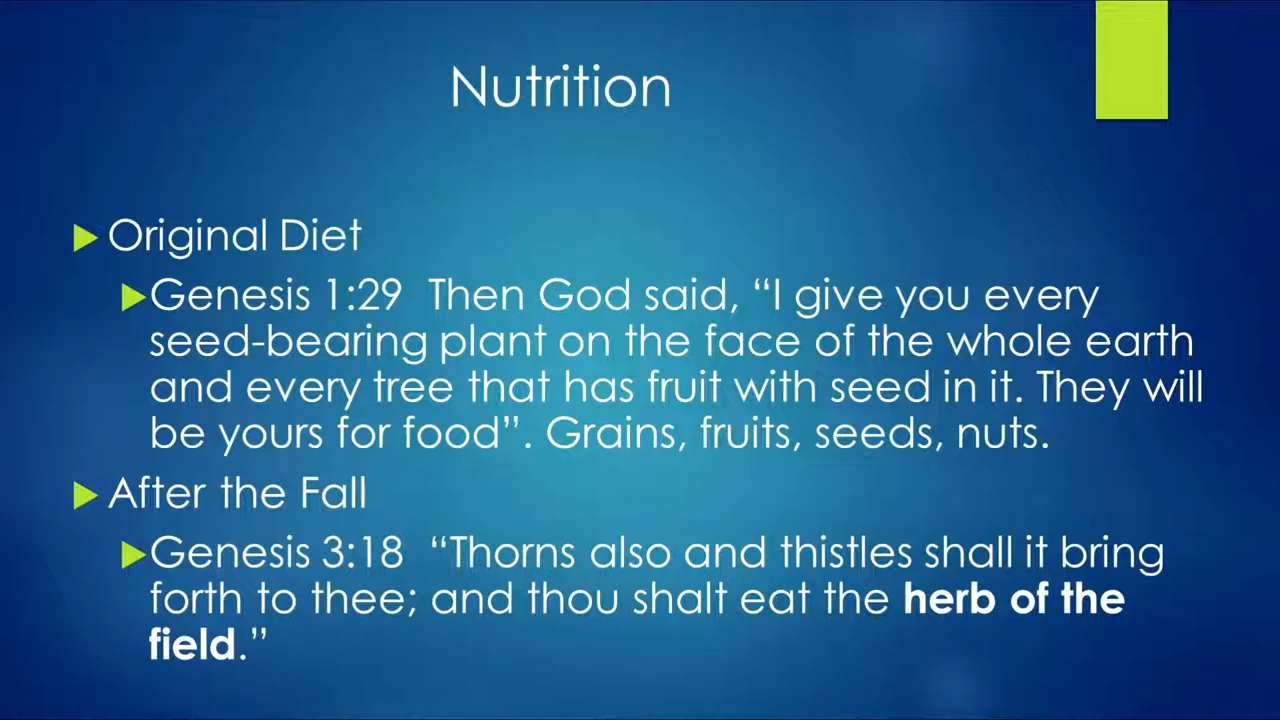 Nutrition
Original Diet
Genesis 1:29  Then God said, “I give you every
seed-bearing plant on the face of the whole earth
and every tree that has fruit with seed in it. They will
be yours for food”. Grains, fruits, seeds, nuts.
After the Fall
Genesis 3:18  “Thorns also and thistles shall it bring
forth to thee; and thou shalt eat the herb of the
field.”